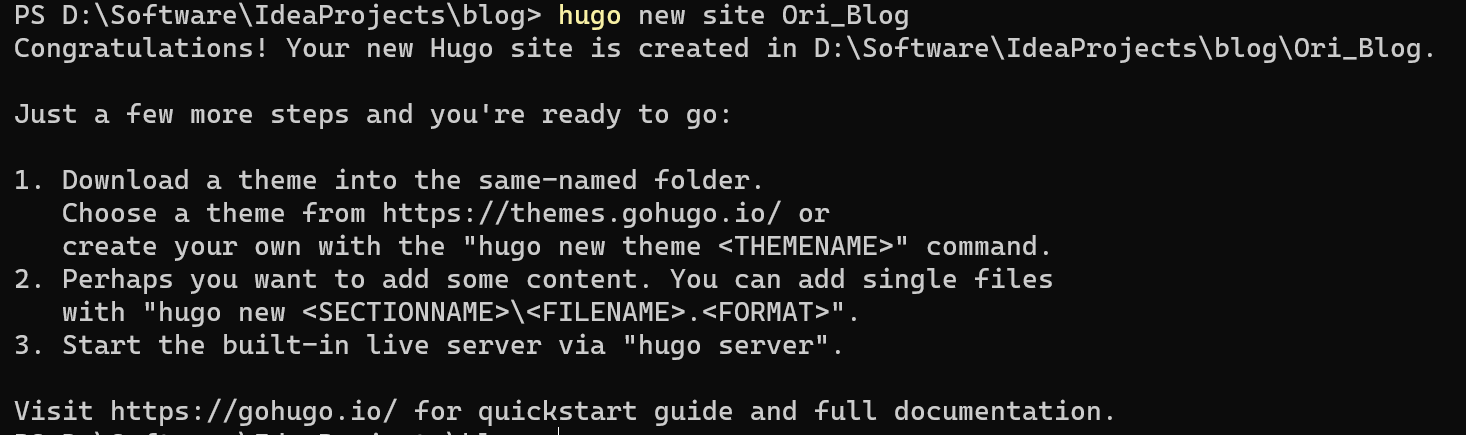 PS D:\Software\IdeaProjects\blog> hugo new site Ori_Blog
Congratulations! Your new Hugo site is created in D:\Software\IdeaProjects\blog\Ori_Blog.
Just a few more steps and you're ready to go:
1. Download a theme into the same-named folder.
Choose a theme from https://themes.gohugo.io/ or
create your own with the "hugo new theme <THEMENAME>" command.
2. Perhaps you want to add some content. You can add single files
with "hugo new <SECTIONNAME>\<FILENAME>.<FORMAT>".
3. Start the built-in live server via "hugo server".
Visit https://gohugo.io/ for quickstart guide and full documentation.